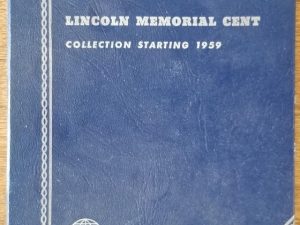 LINCOLN MEMORIAL CENT
COLLECTION STARTING 1959